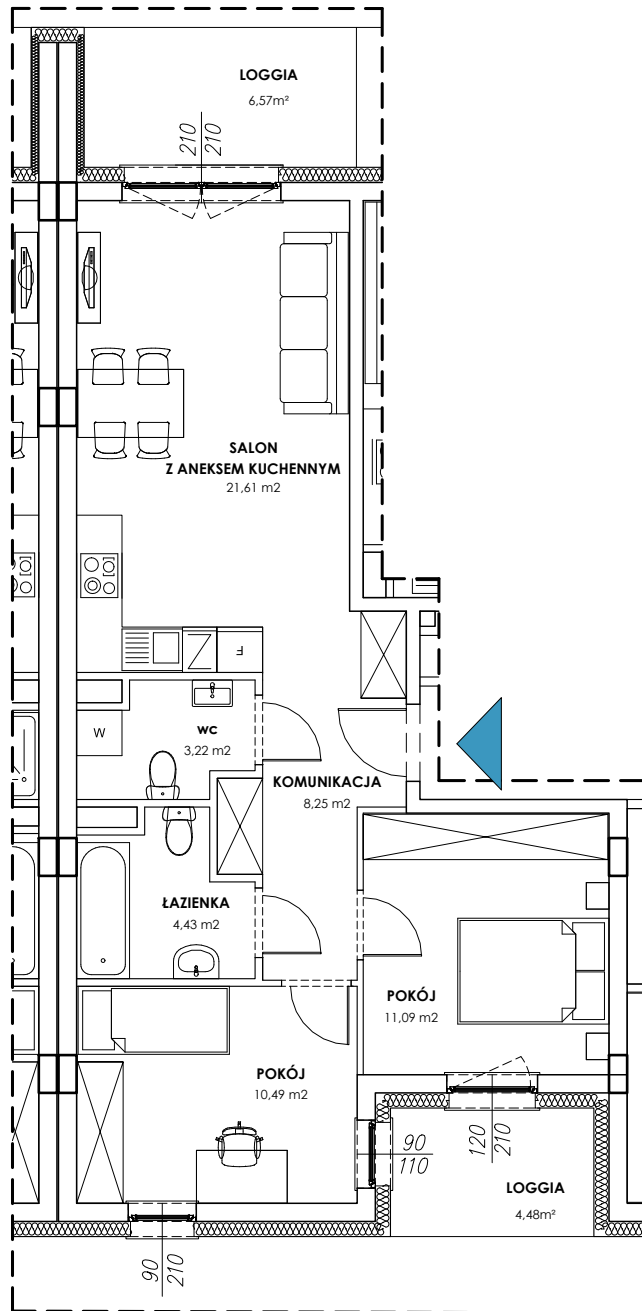 LOGGIA
6,57m²
210
210
SALON
Z ANEKSEM KUCHENNYM
21,61 m2
F
W
WC
3,22 m2
KOMUNIKACJA
8,25 m2
ŁAZIENKA
4,43 m2
POKÓJ
11,09 m2
POKÓJ
10,49 m2
90
110
120
210
LOGGIA
4,48m²
90
210